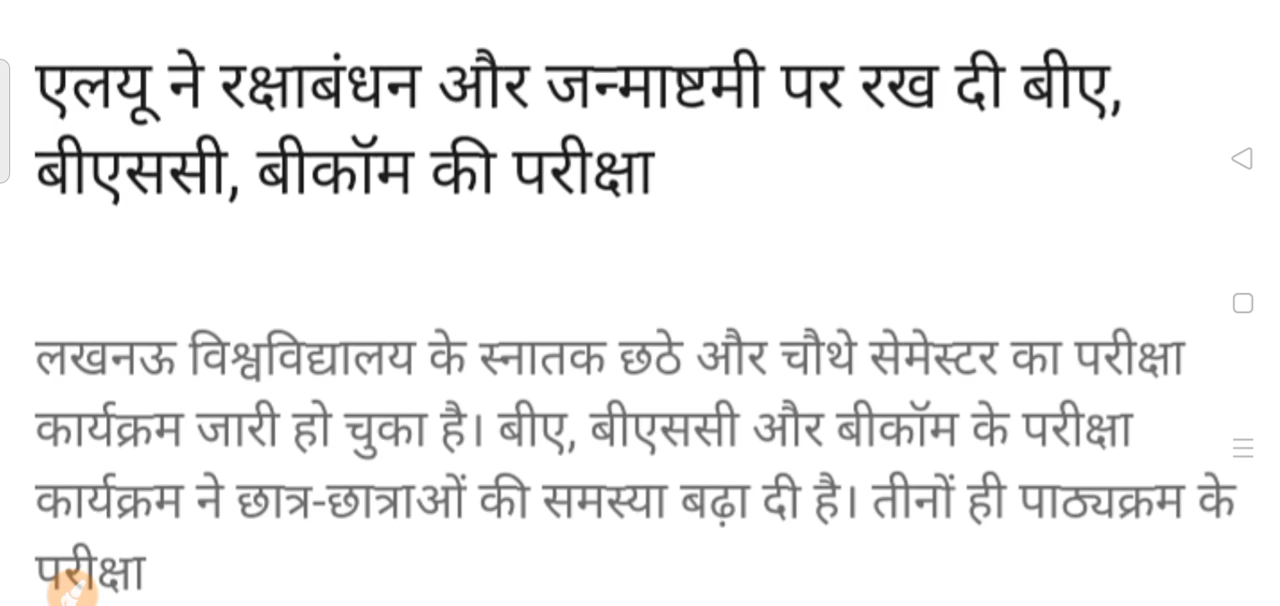 एलयू ने रक्षाबंधन और जन्माष्टमी पर रख दी बीए,
बीएससी, बीकॉम की परीक्षा
लखनऊ विश्वविद्यालय के स्नातक छठे और चौथे सेमेस्टर का परीक्षा
कार्यक्रम जारी हो चुका है। बीए, बीएससी और बीकॉम के परीक्षा
कार्यक्रम ने छात्र-छात्राओं की समस्या बढ़ा दी है। तीनों ही पाठ्यक्रम के
परीक्षा